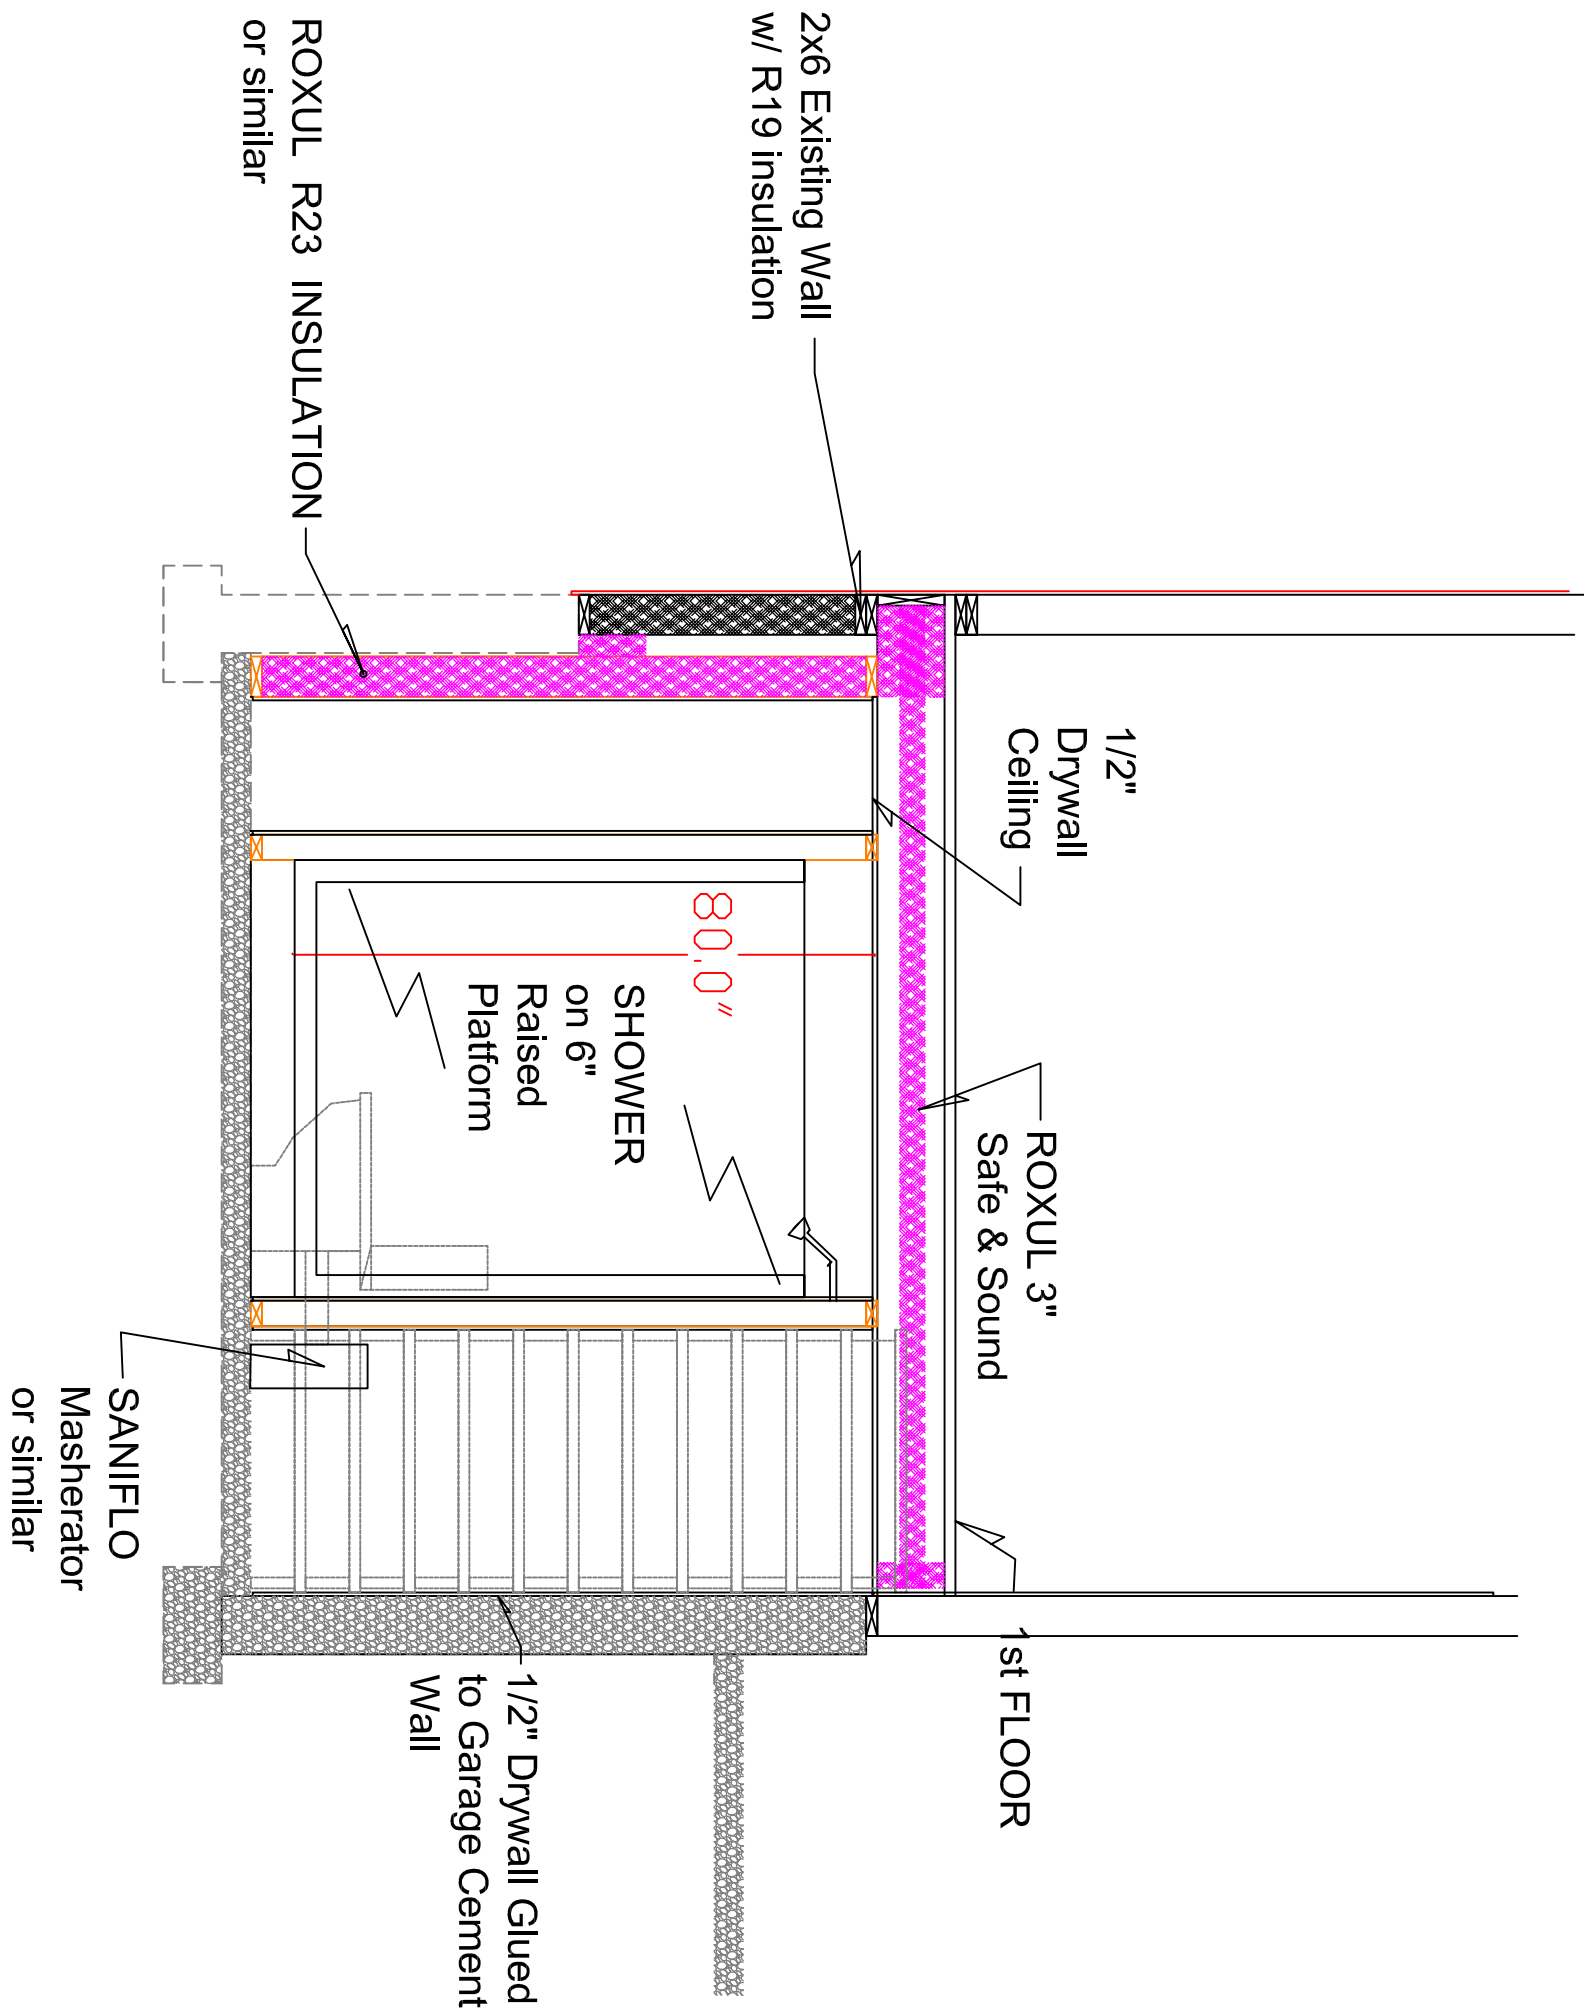 2x6 Existing Wall
w/ R19 insulation
ROXUL R23 INSULATION
or similar
1/2"
Drywall
Ceiling
80.0"
SHOWER
on 6"
Raised
Platform
ROXUL 3"
Safe & Sound
SANIFLO
Masherator
or similar
1st FLOOR
1/2" Drywall Glued
to Garage Cement
Wall